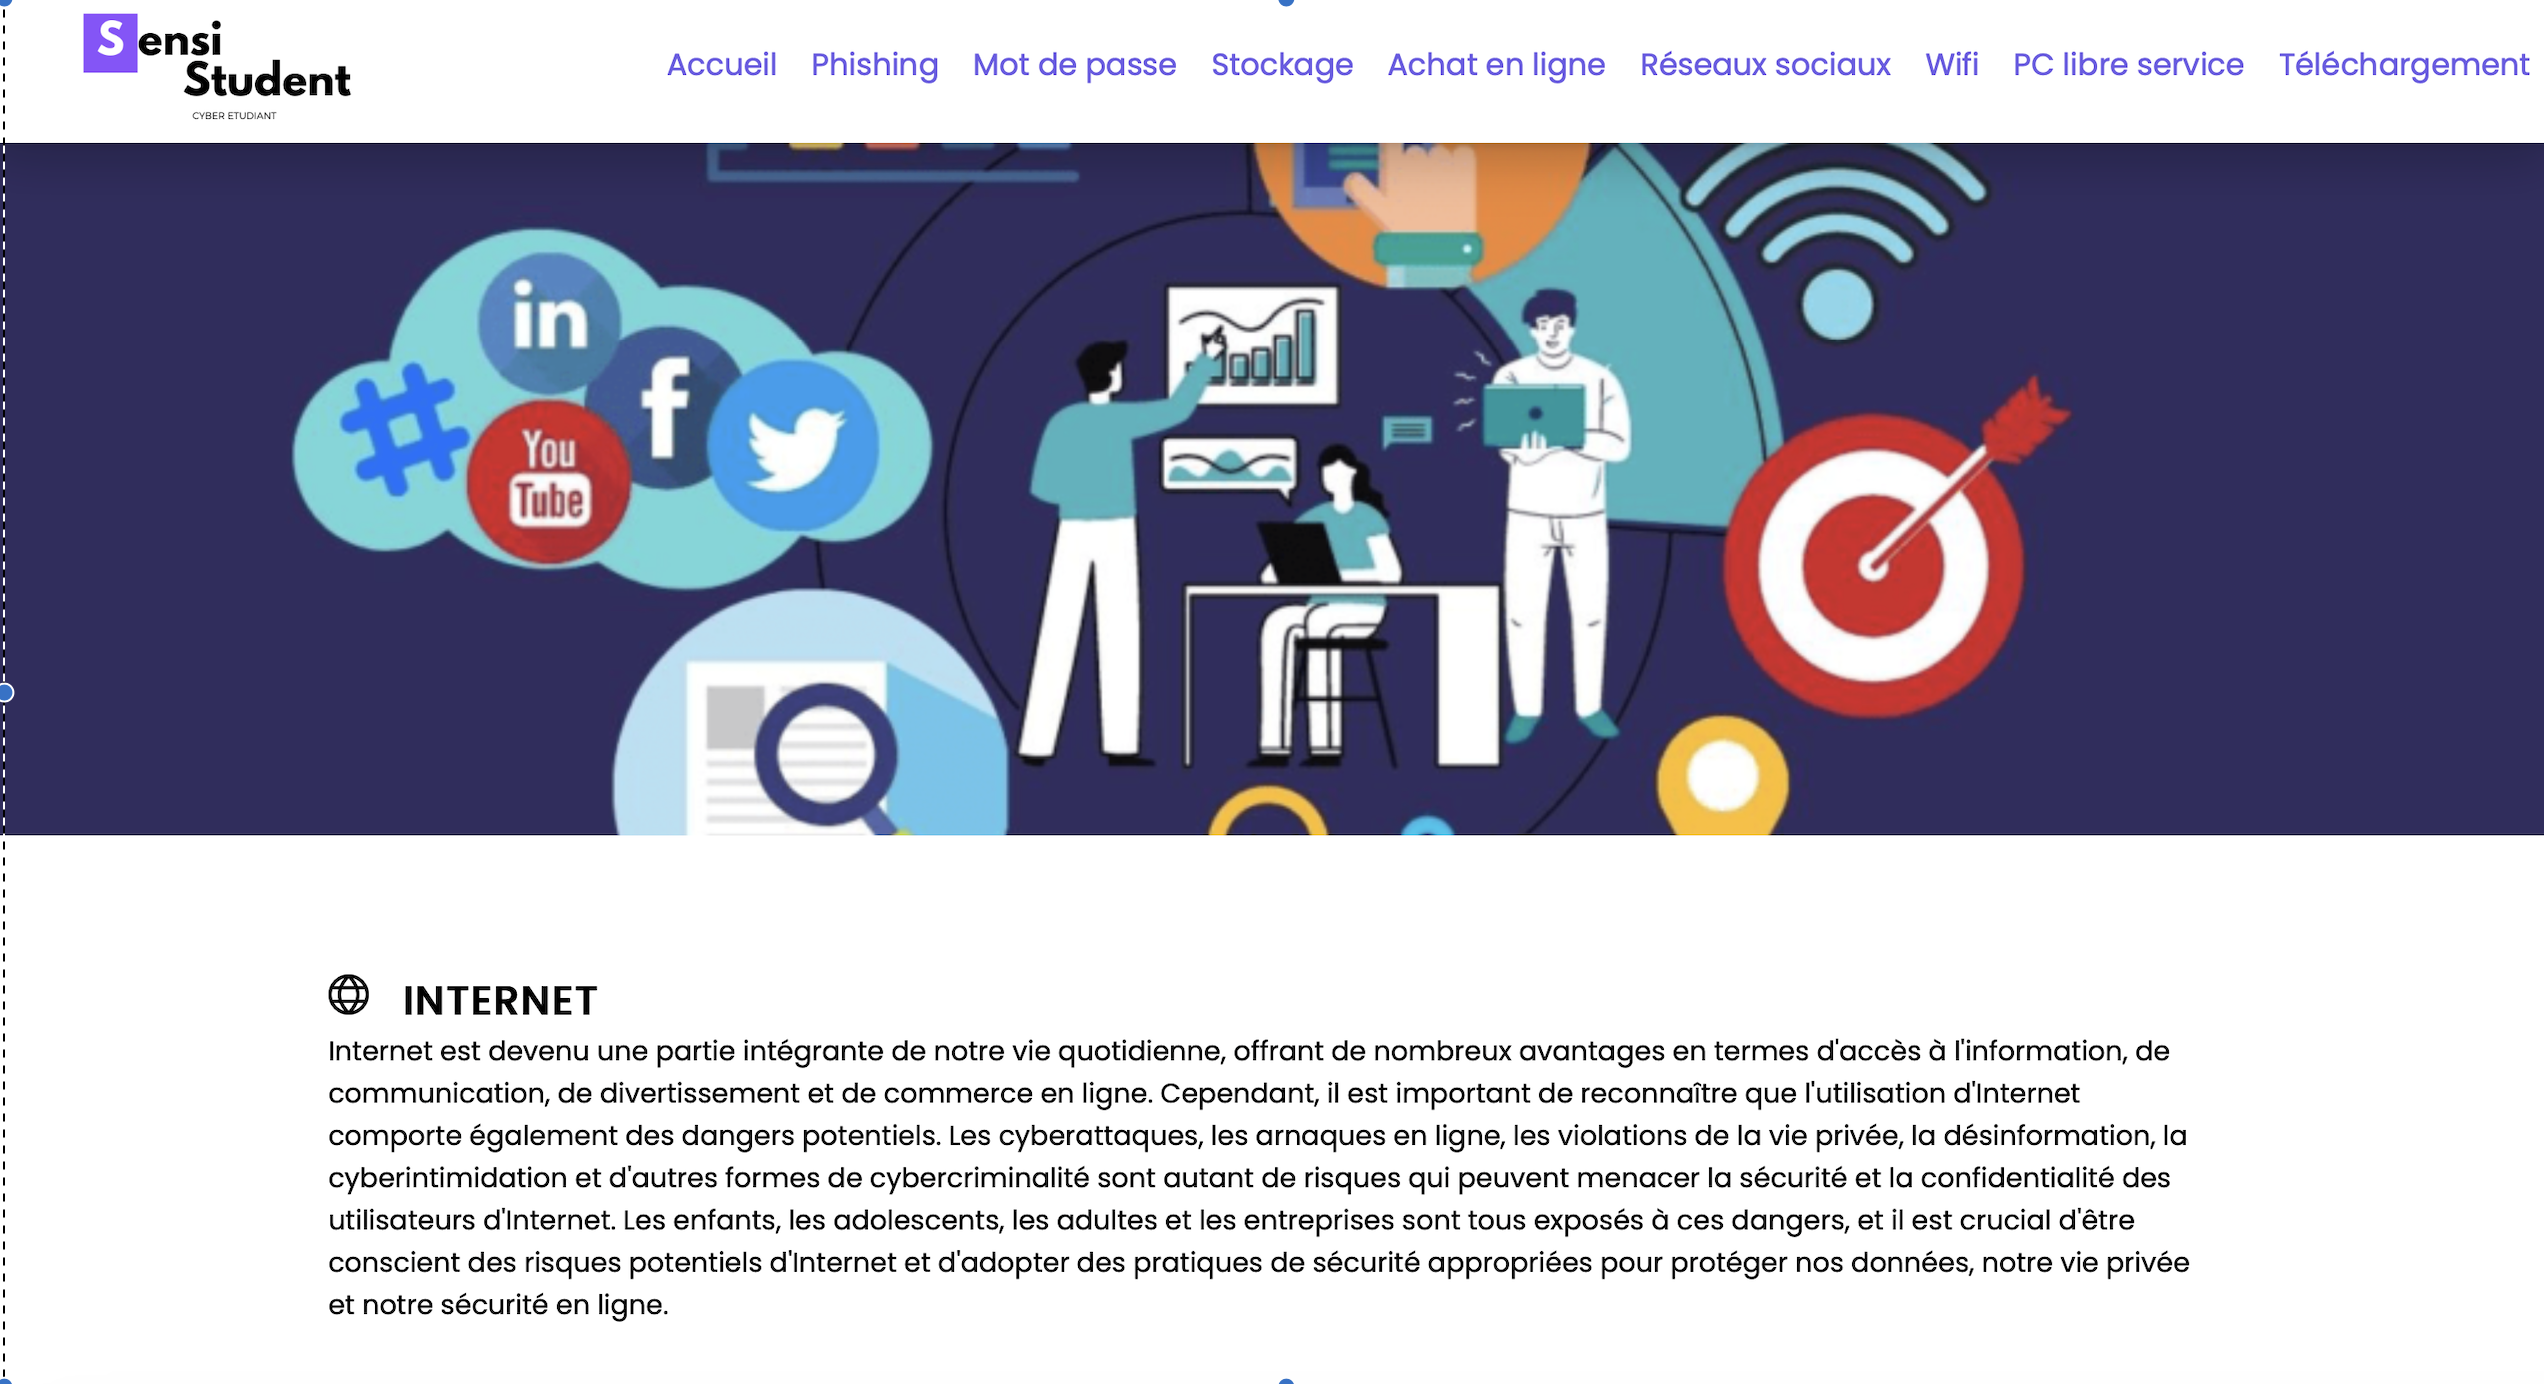 Sensi
Student
CYBER ETUDIANT
Accueil Phishing Mot de passe Stockage Achat en ligne Réseaux sociaux Wifi PC libre service Téléchargement
in
f
#
You
Tube
INTERNET
Internet est devenu une partie intégrante de notre vie quotidienne, offrant de nombreux avantages en termes d'accès à l'information, de
communication, de divertissement et de commerce en ligne. Cependant, il est important de reconnaître que l'utilisation d'Internet
comporte également des dangers potentiels. Les cyberattaques, les arnaques en ligne, les violations de la vie privée, la désinformation, la
cyberintimidation et d'autres formes de cybercriminalité sont autant de risques qui peuvent menacer la sécurité et la confidentialité des
utilisateurs d'Internet. Les enfants, les adolescents, les adultes et les entreprises sont tous exposés à ces dangers, et il est crucial d'être
conscient des risques potentiels d'Internet et d'adopter des pratiques de sécurité appropriées pour protéger nos données, notre vie privée
et notre sécurité en ligne.